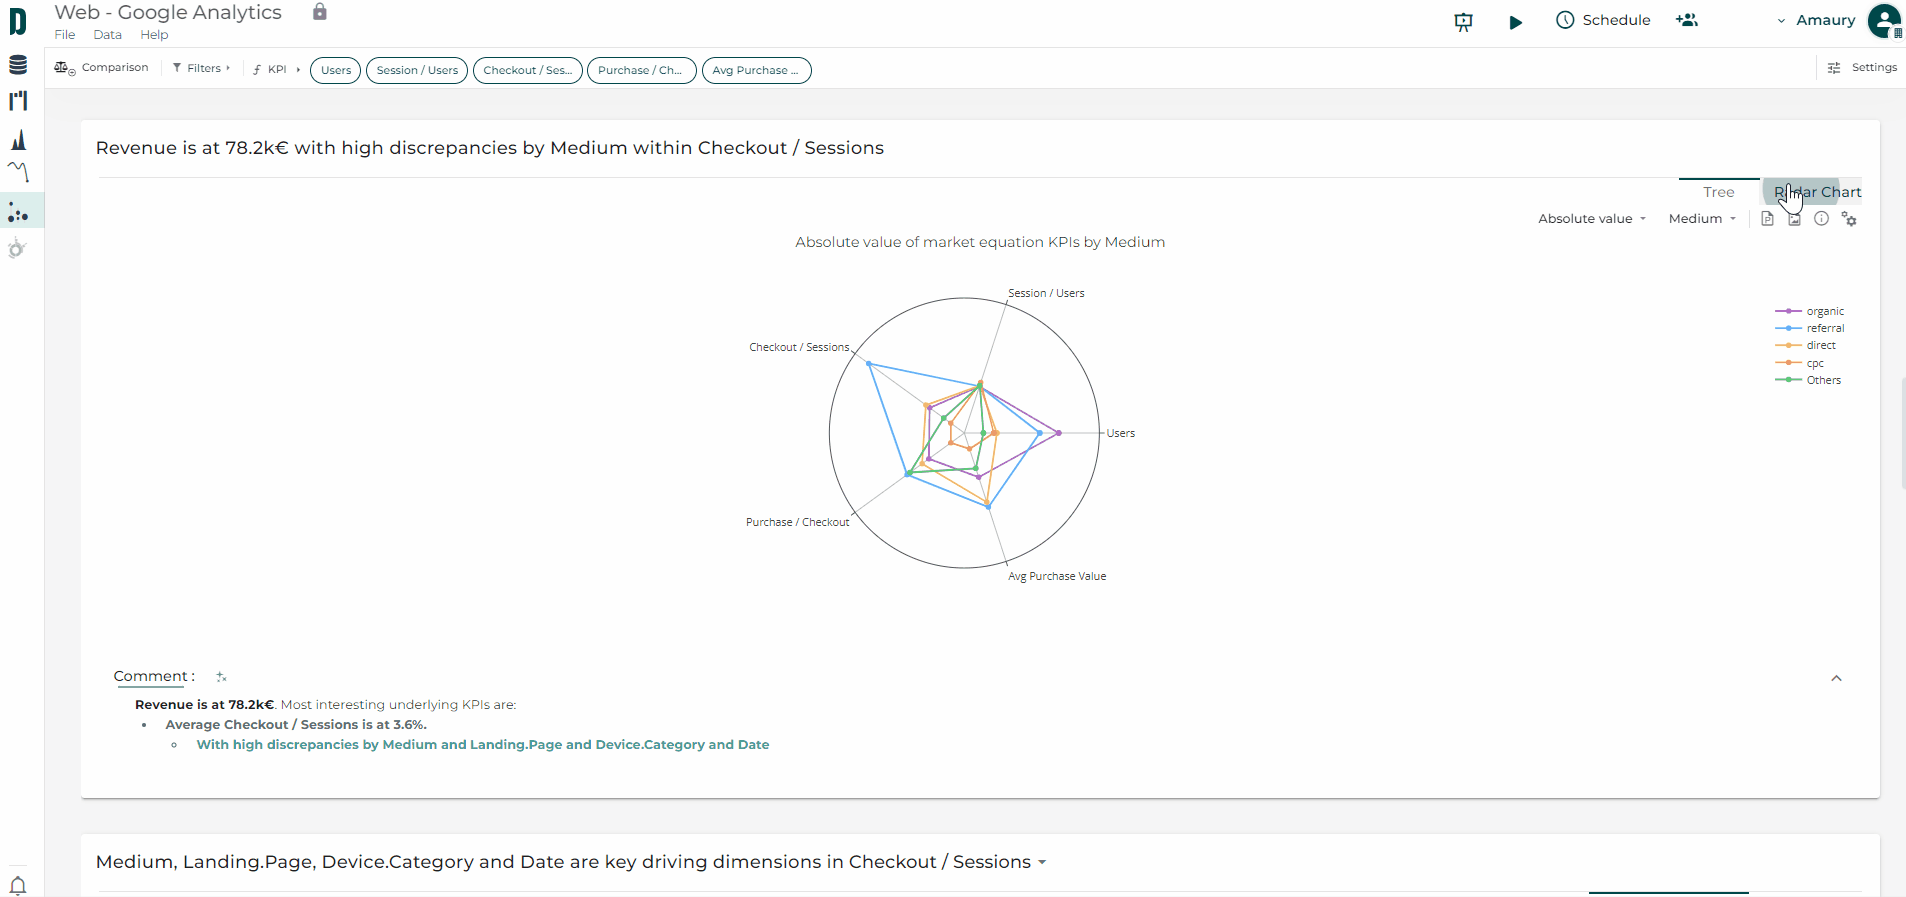 Web - Google Analytics
File Data Help
Schedule
Amaury
Comparison
Filters
KPI
Users
Session / Users
Checkout / Ses...
Purchase / Ch...
Avg Purchase ...
Settings
Revenue is at 78.2k€ with high discrepancies by Medium within Checkout / Sessions
Tree
Radar Chart
Absolute value
Medium
Absolute value of market equation KPIs by Medium
Session / Users
Checkout / Sessions
Users
Purchase / Checkout
Avg Purchase Value
organic
referral
direct
cpc
Others
Comment :
Revenue is at 78.2k€. Most interesting underlying KPIs are:
Average Checkout / Sessions is at 3.6%.
With high discrepancies by Medium and Landing.Page and Device.Category and Date
Medium, Landing.Page, Device.Category and Date are key driving dimensions in Checkout / Sessions